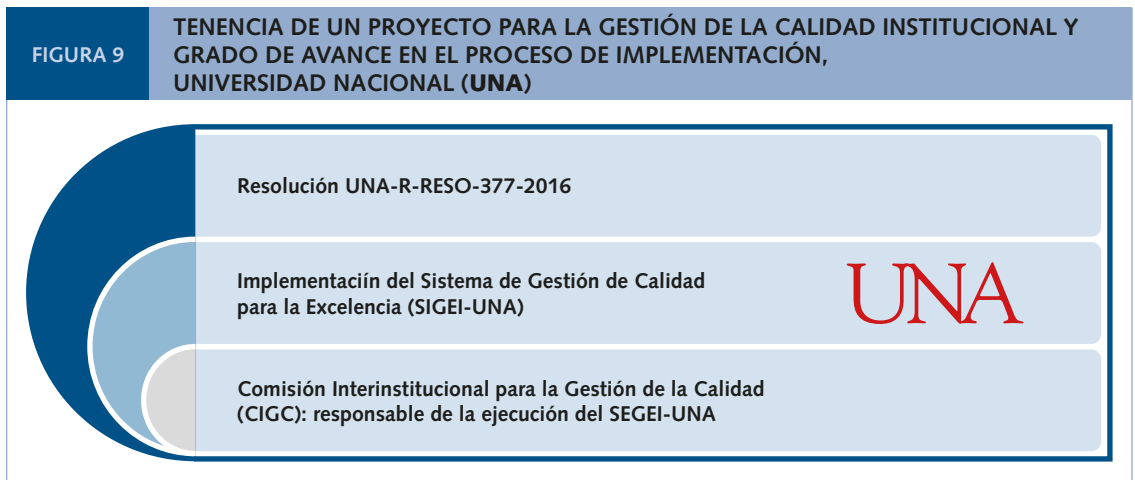 FIGURA 9
TENENCIA DE UN PROYECTO PARA LA GESTIÓN DE LA CALIDAD INSTITUCIONAL Y
GRADO DE AVANCE EN EL PROCESO DE IMPLEMENTACIÓN,
UNIVERSIDAD NACIONAL (UNA)
Resolución UNA-R-RESO-377-2016
Implementaciín del Sistema de Gestión de Calidad
para la Excelencia (SIGEI-UNA)
UNA
Comisión Interinstitucional para la Gestión de la Calidad
(CIGC): responsable de la ejecución del SEGEI-UNA